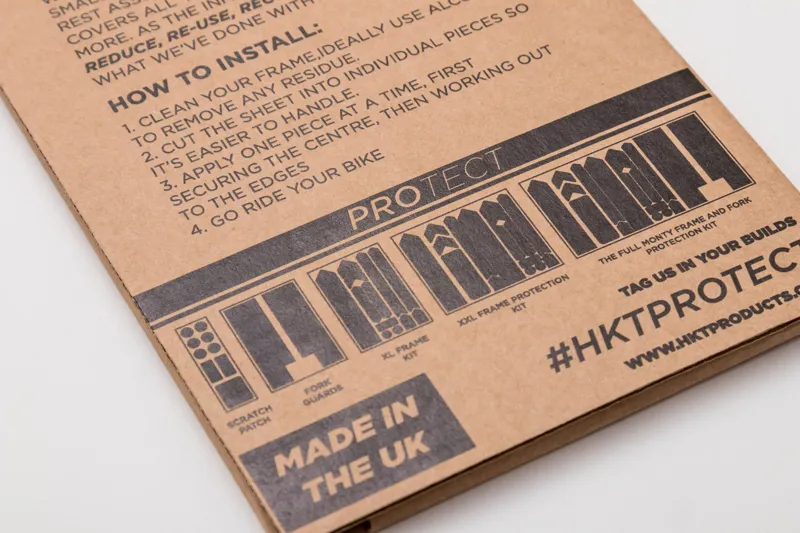 REST ASS
COVERS ALL
MORE. AS THE INF
REDUCE, RE-USE, REC
WHAT WE'VE DONE WITH
HOW TO INSTALL:
1. CLEAN YOUR FRAME,IDEALLY USE ALCO
TO REMOVE ANY RESIDUE.
2. CUT THE SHEET INTO INDIVIDUAL PIECES SO
IT'S EASIER TO HANDLE.
3. APPLY ONE PIECE AT A TIME, FIRST
SECURING THE CENTRE, THEN WORKING OUT
TO THE EDGES
4. GO RIDE YOUR BIKE
PROTECT
SCRATCH
PATCH
FORK
GUARDS
XL FRAME
KIT
XXL FRAME PROTECTION
KIT
THE FULL MONTY FRAME AND FORK
PROTECTION KIT
TAG US IN YOUR BUILDS
#HKTPROTECT
WWW.HKTPRODUCTS.C
MADE IN
THE UK